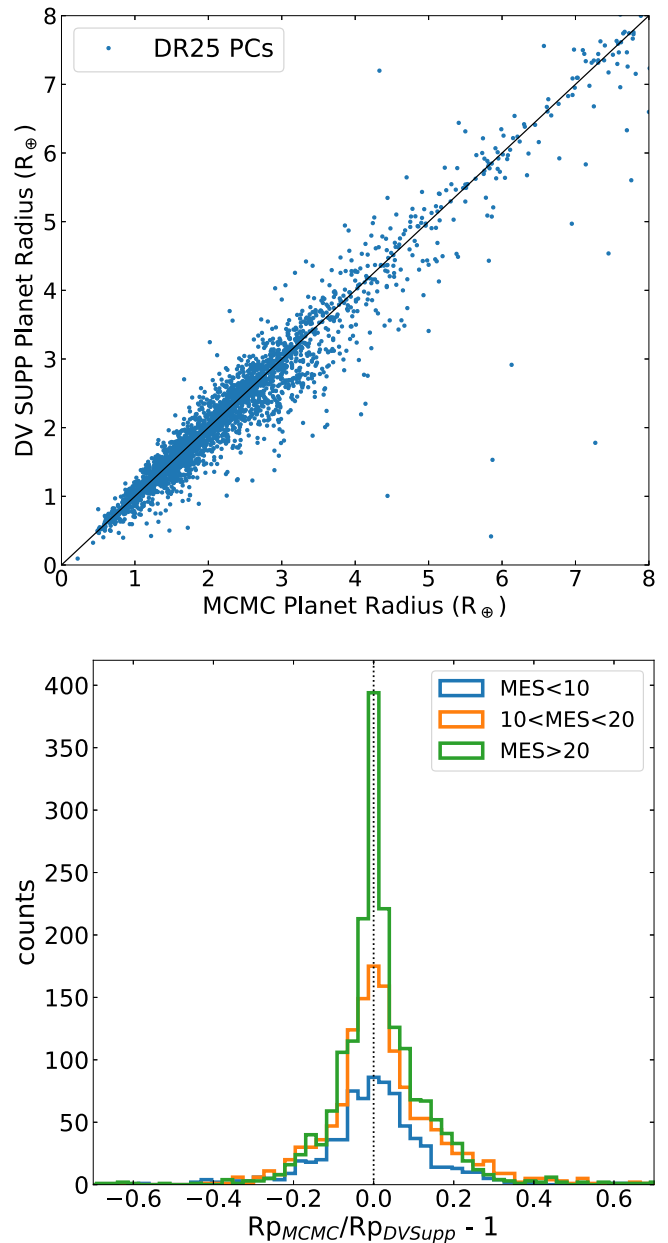 8
7
6
5
4
3
2
1
0
DV SUPP Planet Radius (R⊕)
DR25 PCs
0 1 2 3 4 5 6 7 8
MCMC Planet Radius (R⊕)
400
350
300
250
200
150
100
50
0
counts
MES<10
10<MES<20
MES>20
−0.6 −0.4 −0.2 0.0 0.2 0.4 0.6
Rp_MCMC/Rp_DVSupp - 1